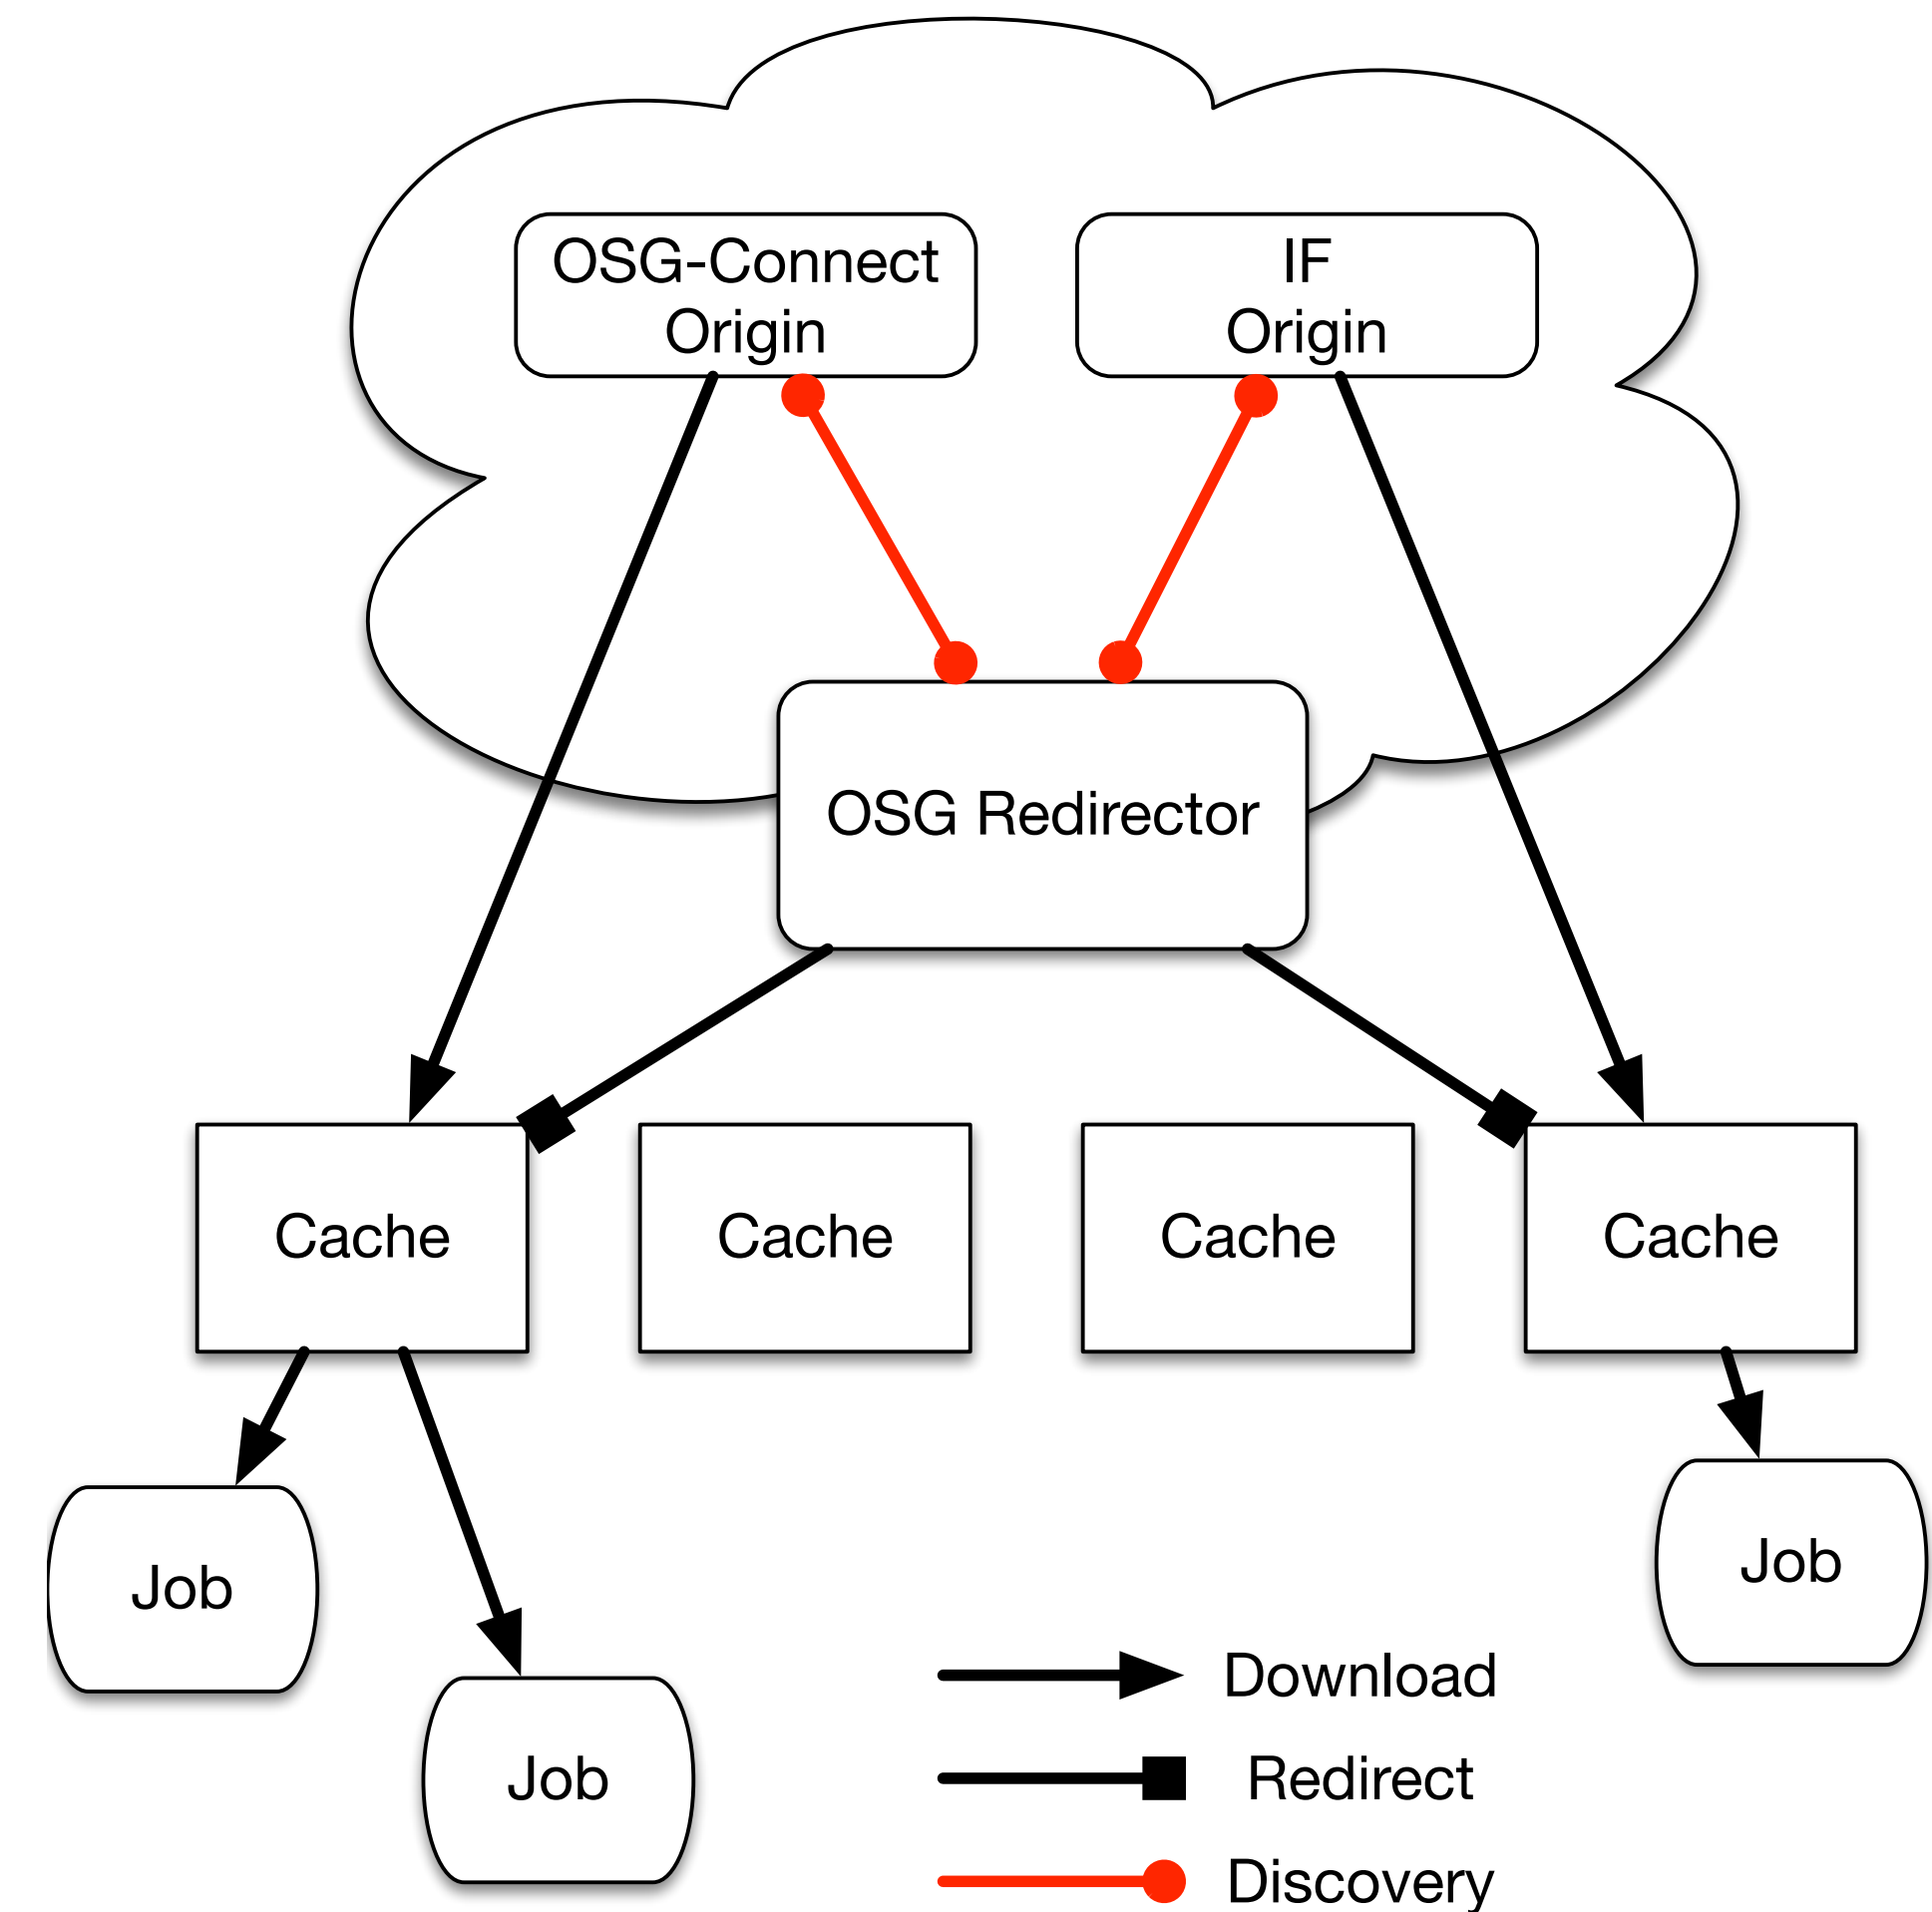 OSG-Connect
Origin
IF
Origin
OSG Redirector
Cache
Cache
Cache
Cache
Job
Job
Job
Download
Redirect
Discovery